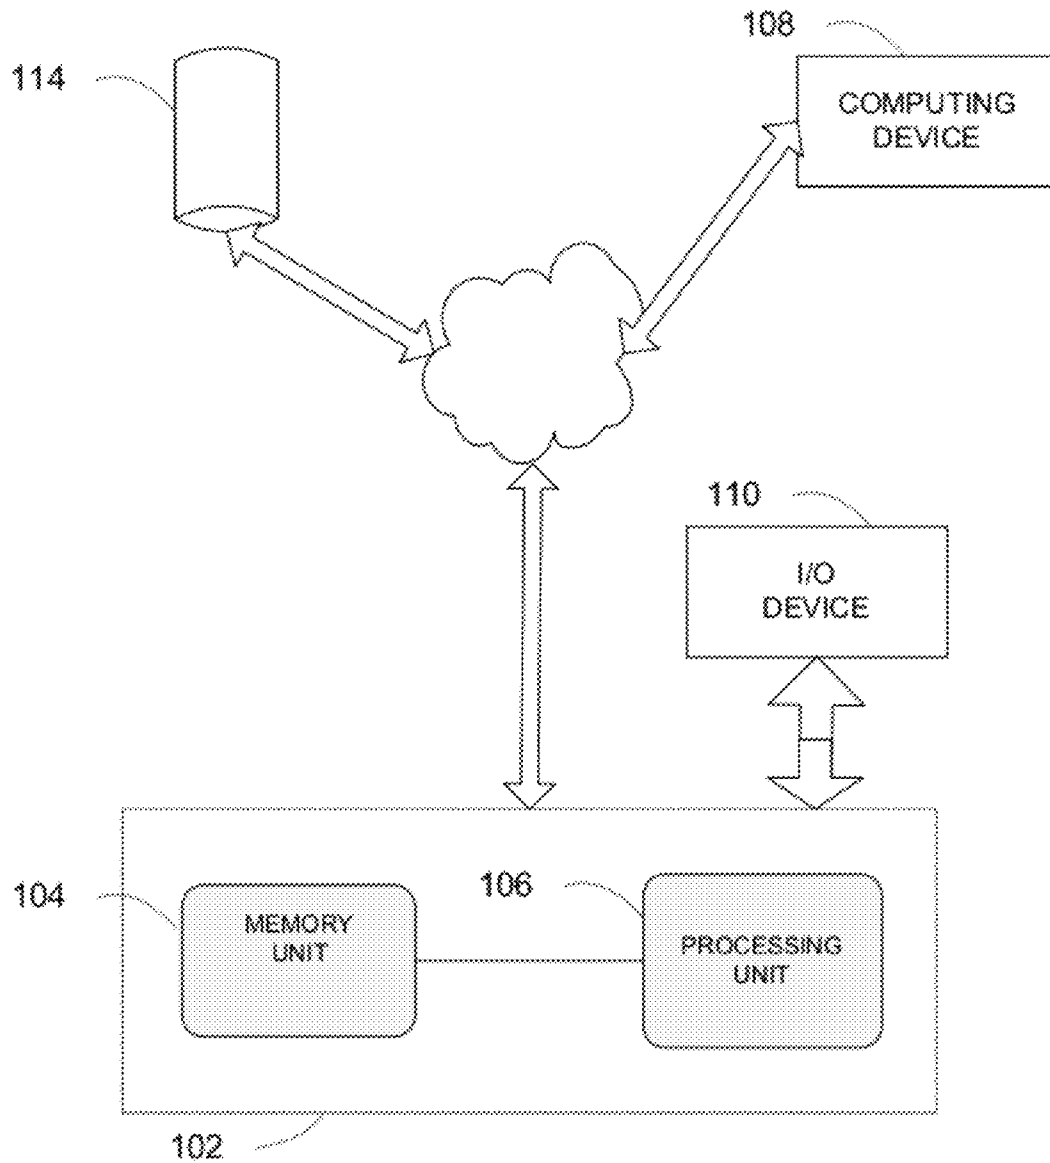 108
114
COMPUTING
DEVICE
110
I/O
DEVICE
104
106
MEMORY
UNIT
PROCESSING
UNIT
102